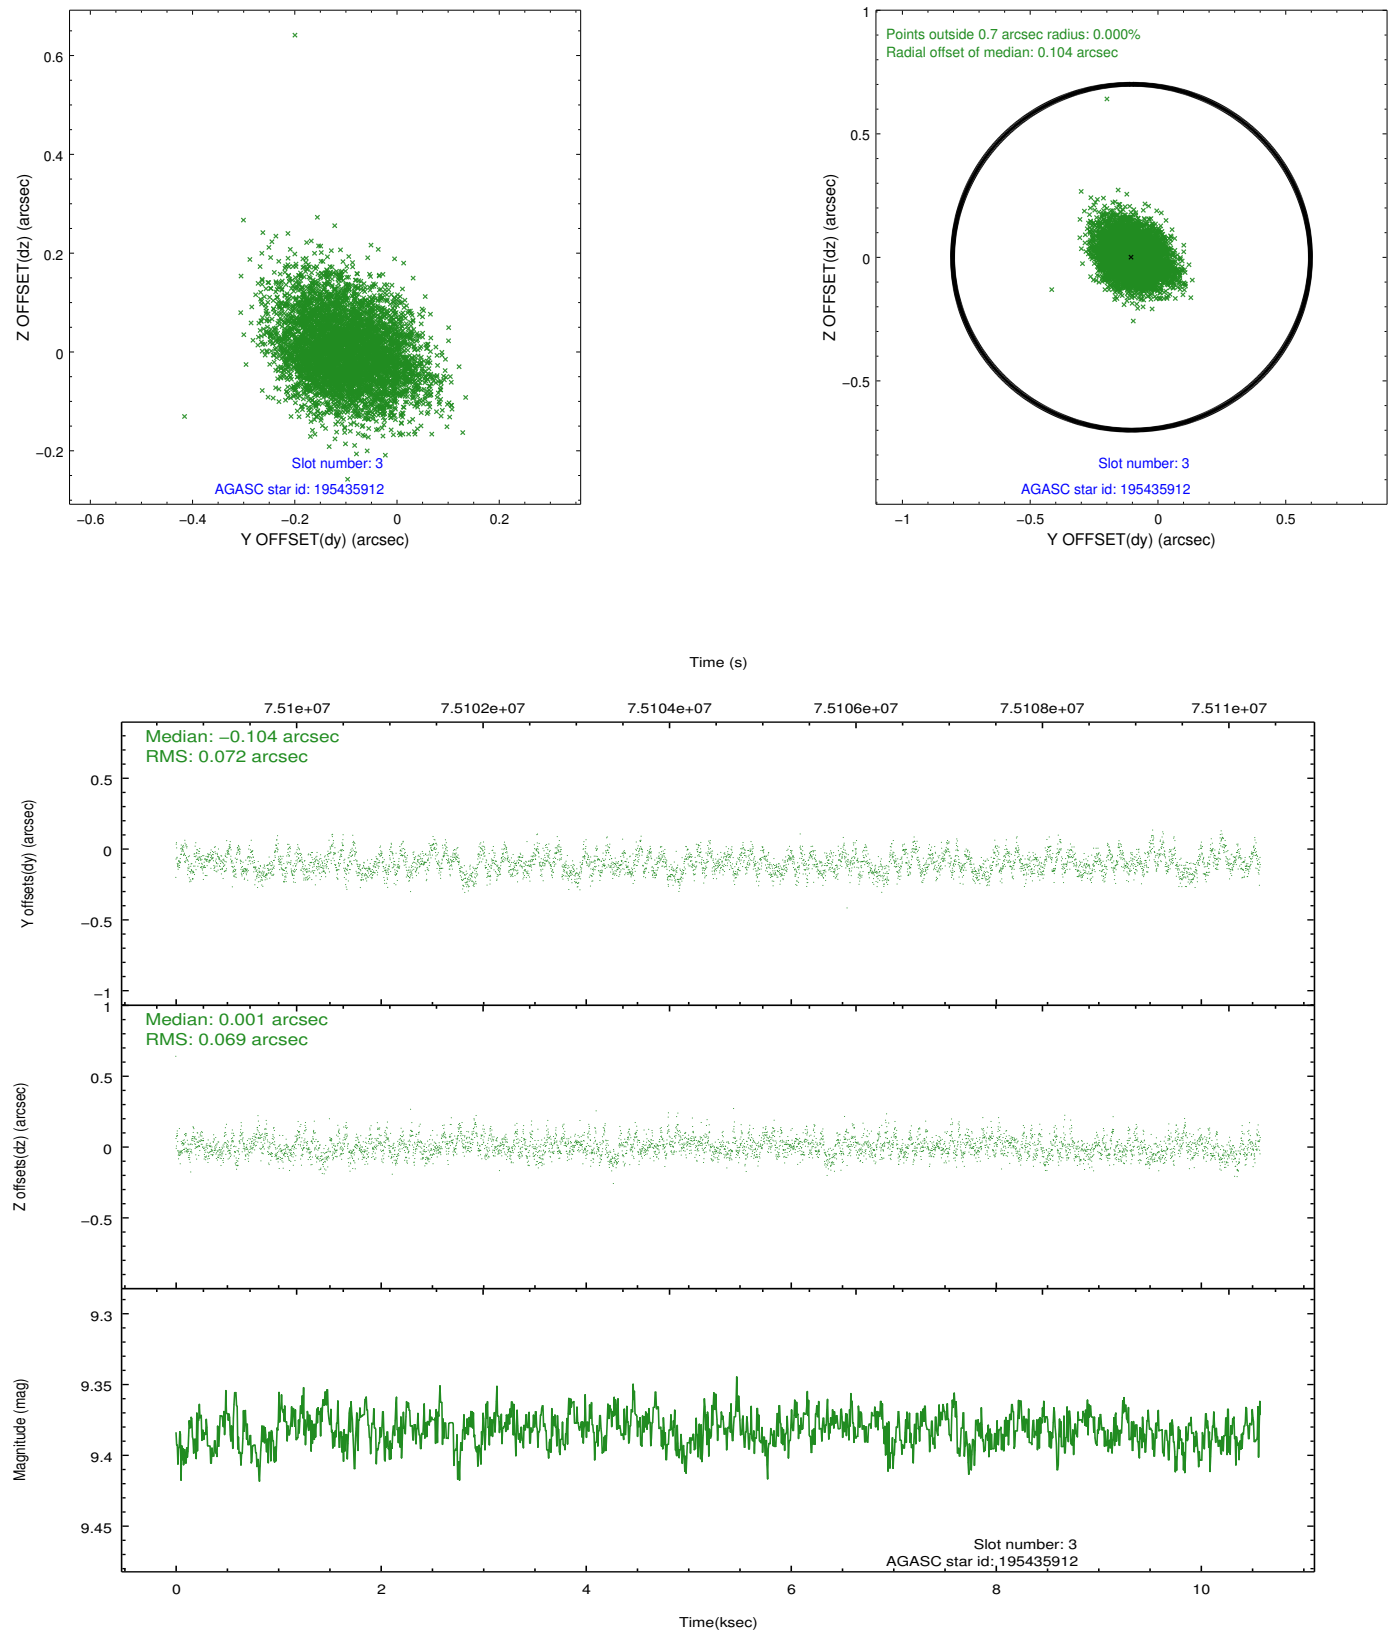 0.6
0.4
0.2
0
−0.2
−0.6
−0.4
−0.2
0
0.2
Z OFFSET(dz) (arcsec)
Y OFFSET(dy) (arcsec)
Slot number: 3
AGASC star id: 195435912
Points outside 0.7 arcsec radius: 0.000%
Radial offset of median: 0.104 arcsec
1
0.5
0
−0.5
−1
−0.5
0
0.5
Z OFFSET(dz) (arcsec)
Y OFFSET(dy) (arcsec)
Slot number: 3
AGASC star id: 195435912
Time (s)
7.51e+07
7.5102e+07
7.5104e+07
7.5106e+07
7.5108e+07
7.511e+07
Median: −0.104 arcsec
RMS: 0.072 arcsec
0.5
0
−0.5
−1
Y offsets(dy) (arcsec)
Median: 0.001 arcsec
RMS: 0.069 arcsec
1
0.5
0
−0.5
Z offsets(dz) (arcsec)
9.3
9.35
9.4
9.45
Magnitude (mag)
Slot number: 3
AGASC star id: 195435912
0
2
4
6
8
10
Time(ksec)